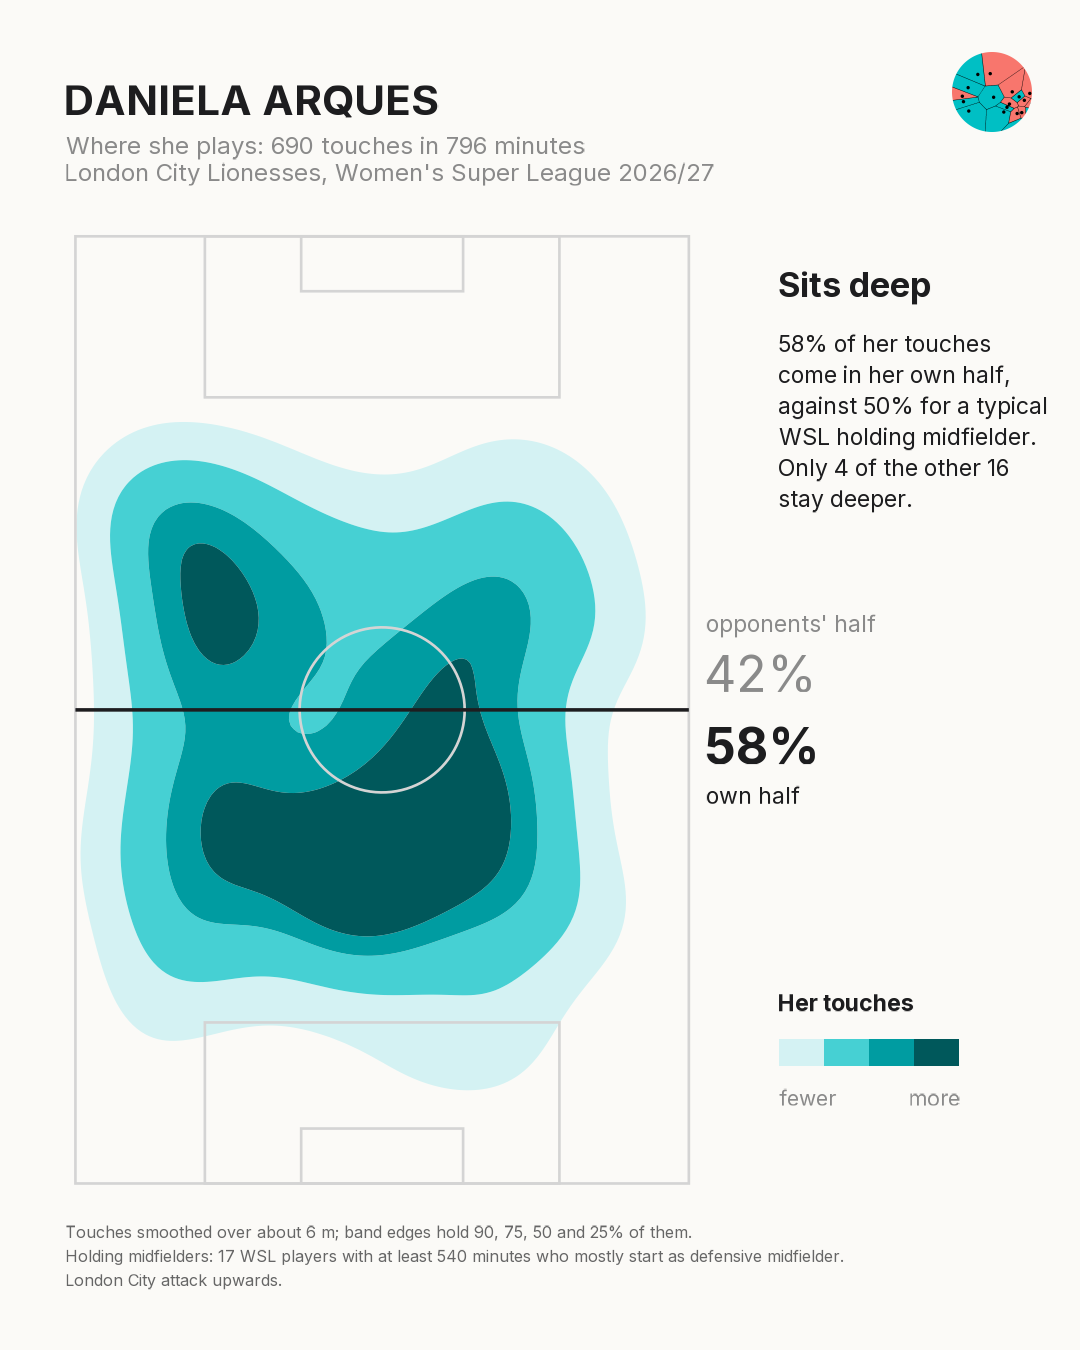 DANIELA ARQUES
Where she plays: 690 touches in 796 minutes
London City Lionesses, Women's Super League 2026/27
Sits deep
58% of her touches
come in her own half,
against 50% for a typical
WSL holding midfielder.
Only 4 of the other 16
stay deeper.
opponents' half
42%
58%
own half
Her touches
fewer more
Touches smoothed over about 6 m; band edges hold 90, 75, 50 and 25% of them.
Holding midfielders: 17 WSL players with at least 540 minutes who mostly start as defensive midfielder.
London City attack upwards.